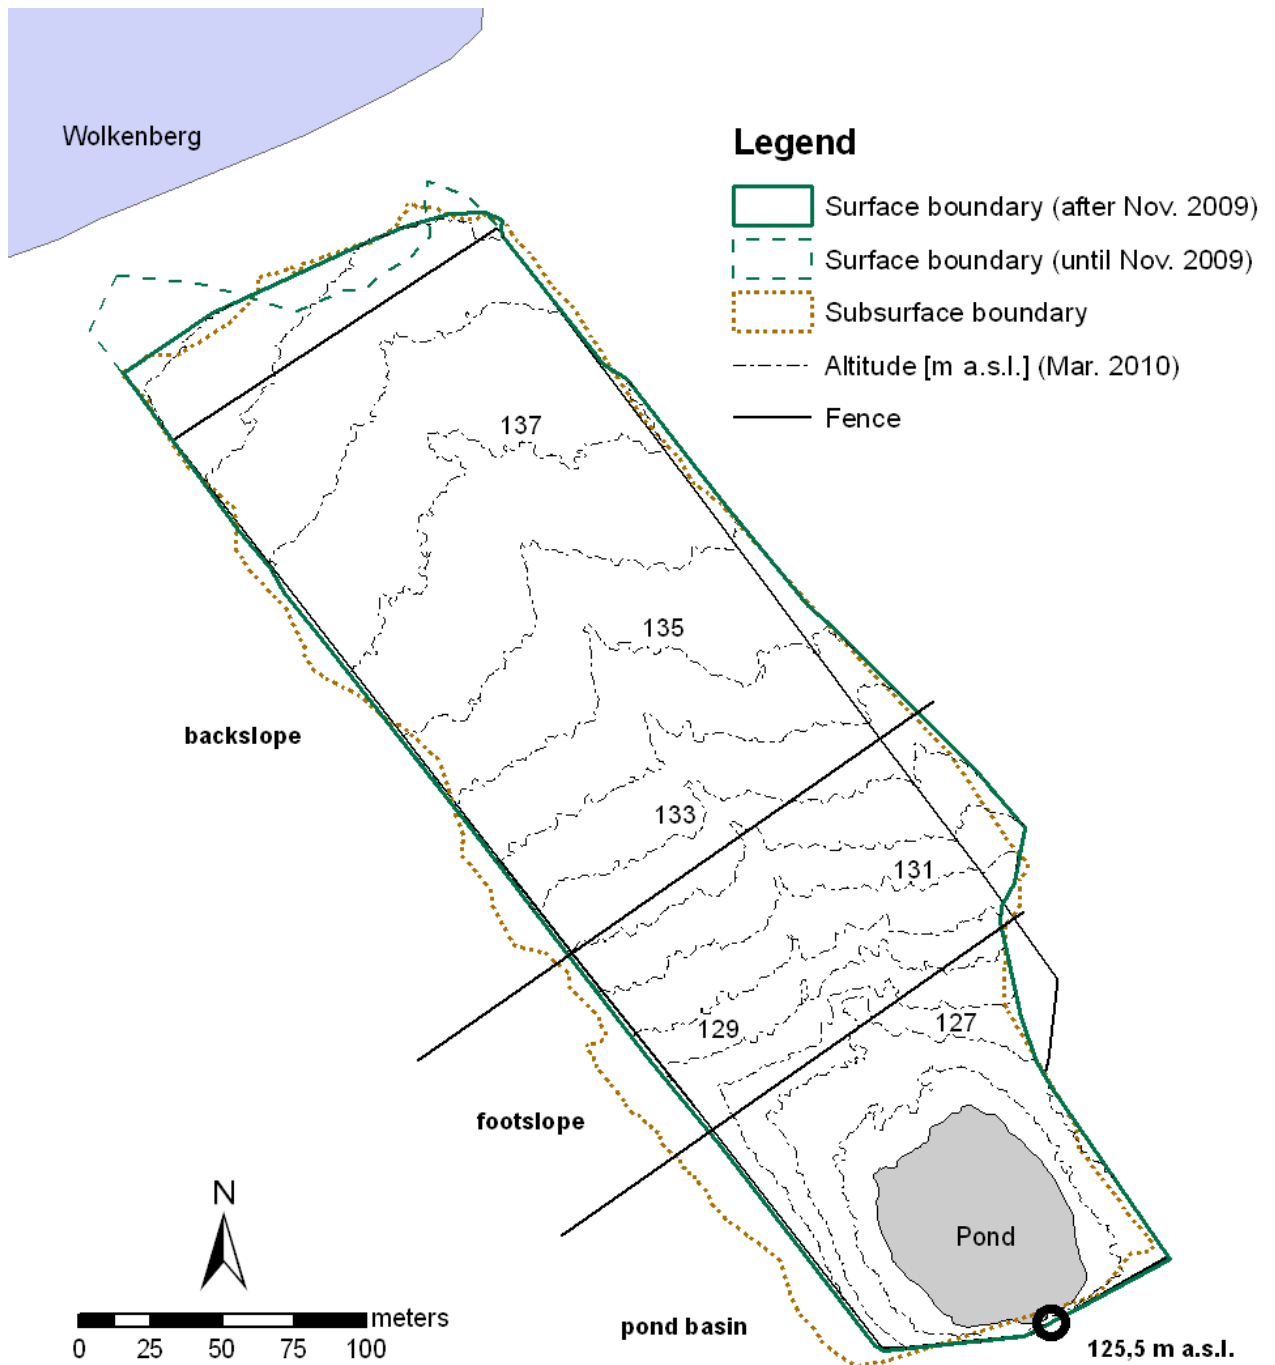 Wolkenberg
Legend
Surface boundary (after Nov. 2009)
Surface boundary (until Nov. 2009)
Subsurface boundary
Altitude [m a.s.l.] (Mar. 2010)
Fence
137
135
backslope
133
131
129
127
footslope
N
Pond
meters
pond basin
0 25 50 75 100
125,5 m a.s.l.